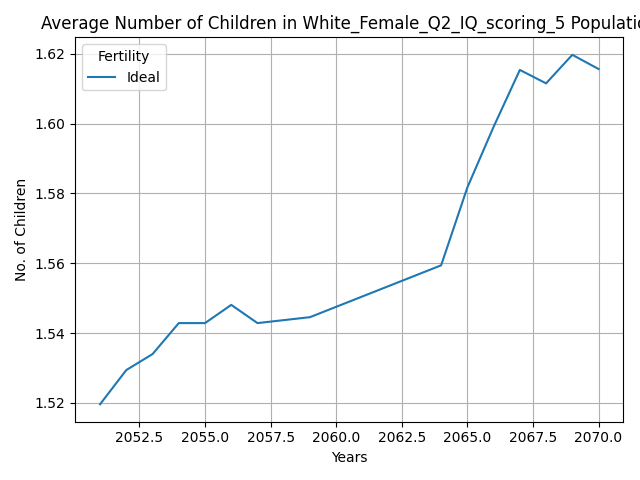 Average Number of Children in White_Female_Q2_IQ_scoring_5 Populatio
Fertility
Ideal
No. of Children
1.62
1.60
1.58
1.56
1.54
1.52
2052.5 2055.0 2057.5 2060.0 2062.5 2065.0 2067.5 2070.0
Years